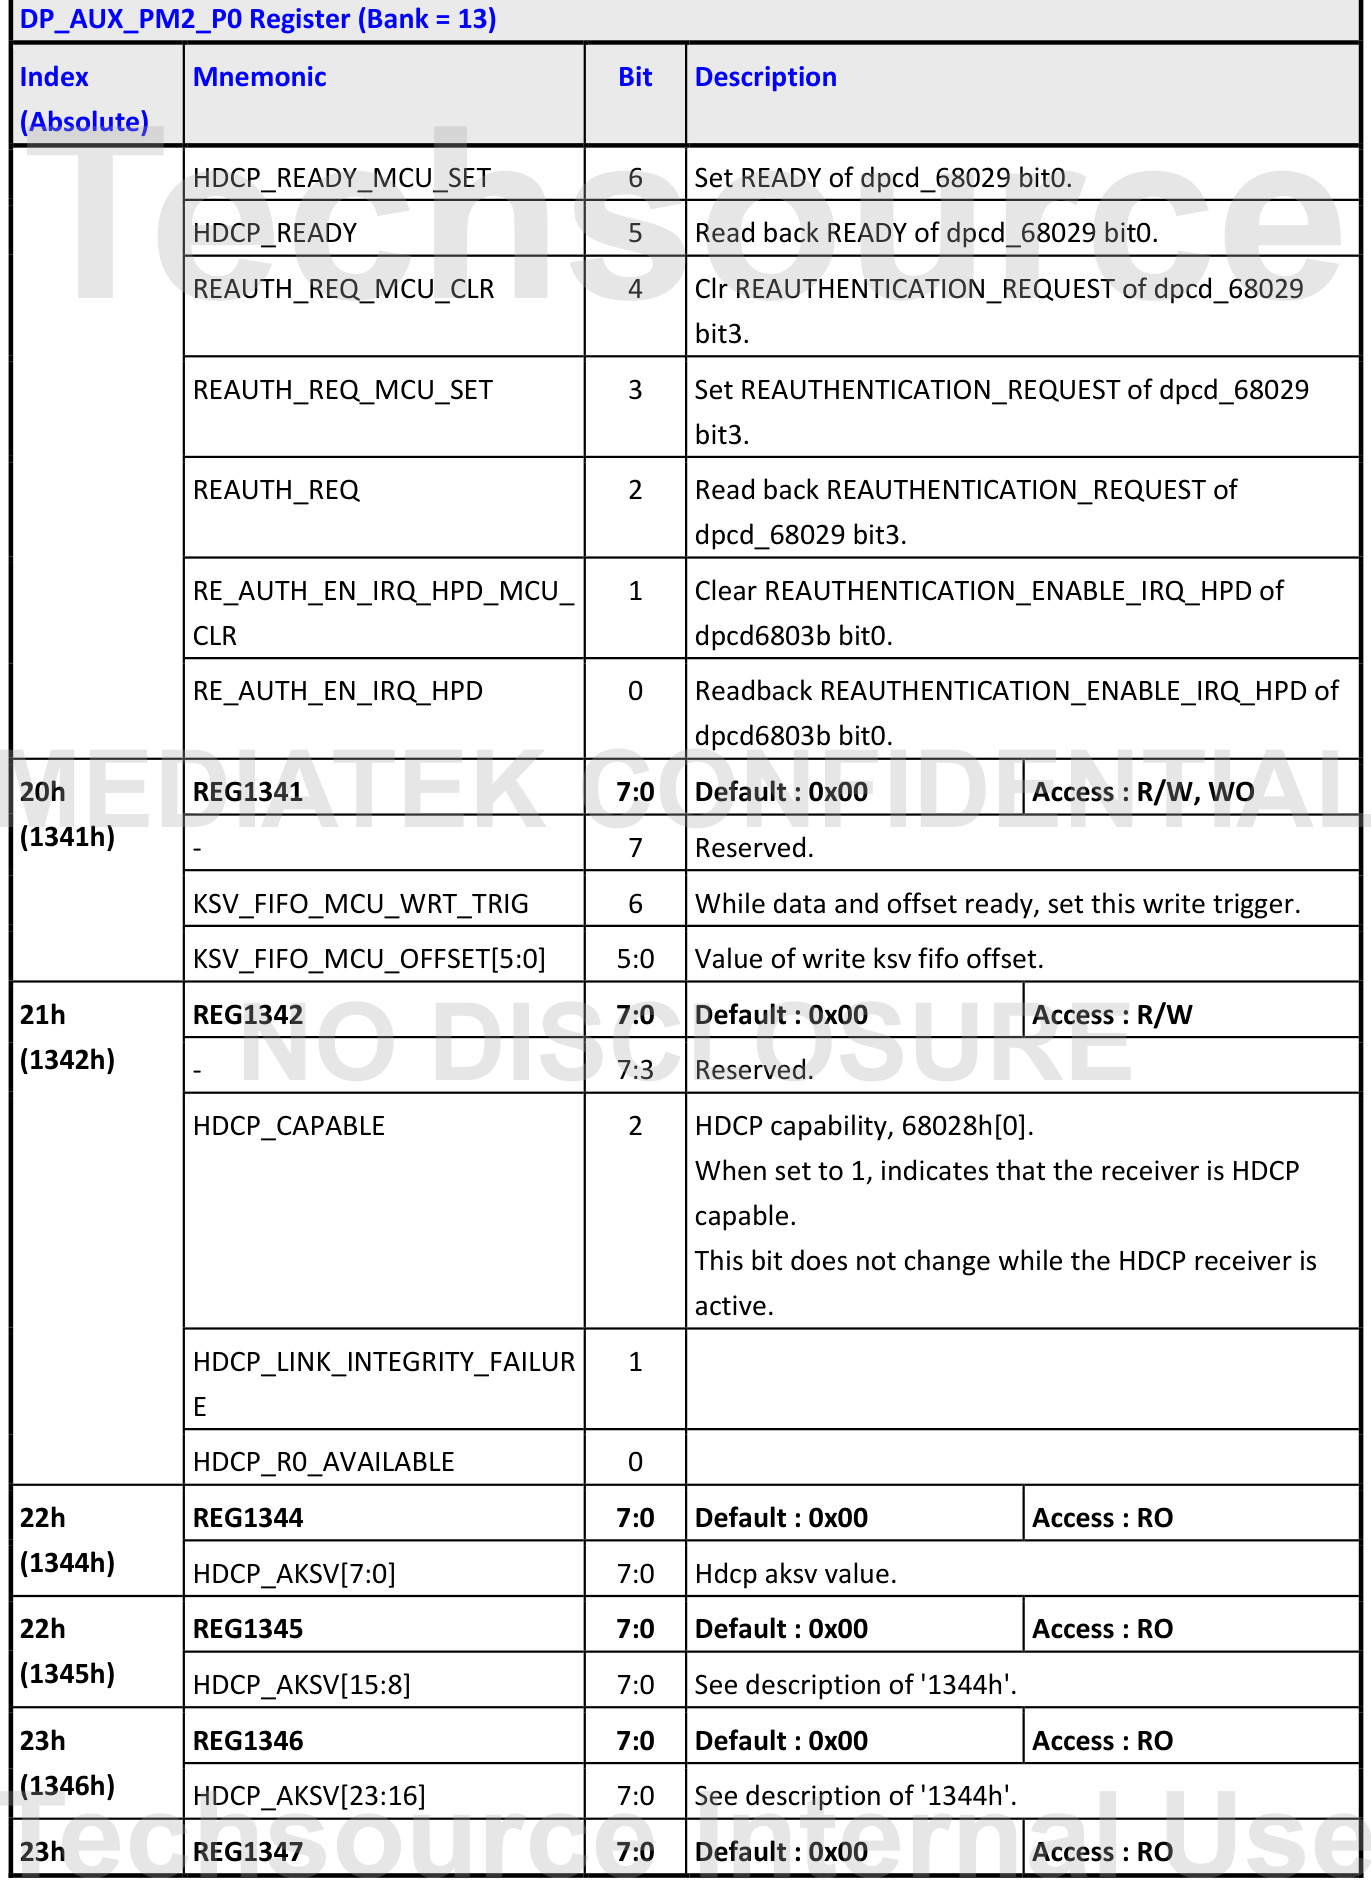 DP_AUX_PM2_P0 Register (Bank = 13)
Index
(Absolute)
Mnemonic
Bit
Description
HDCP_READY_MCU_SET
6
Set READY of dpcd_68029 bit0.
HDCP_READY
5
Read back READY of dpcd_68029 bit0.
REAUTH_REQ_MCU_CLR
4
Clr REAUTHENTICATION_REQUEST of dpcd_68029
bit3.
REAUTH_REQ_MCU_SET
3
Set REAUTHENTICATION_REQUEST of dpcd_68029
bit3.
REAUTH_REQ
2
Read back REAUTHENTICATION_REQUEST of
dpcd_68029 bit3.
RE_AUTH_EN_IRQ_HPD_MCU_
CLR
1
Clear REAUTHENTICATION_ENABLE_IRQ_HPD of
dpcd6803b bit0.
RE_AUTH_EN_IRQ_HPD
0
Readback REAUTHENTICATION_ENABLE_IRQ_HPD of
dpcd6803b bit0.
20h
(1341h)
REG1341
7:0
Default : 0x00
Access : R/W, WO
-
7
Reserved.
KSV_FIFO_MCU_WRT_TRIG
6
While data and offset ready, set this write trigger.
KSV_FIFO_MCU_OFFSET[5:0]
5:0
Value of write ksv fifo offset.
21h
(1342h)
REG1342
7:0
Default : 0x00
Access : R/W
-
7:3
Reserved.
HDCP_CAPABLE
2
HDCP capability, 68028h[0].
When set to 1, indicates that the receiver is HDCP
capable.
This bit does not change while the HDCP receiver is
active.
HDCP_LINK_INTEGRITY_FAILUR
E
1
HDCP_R0_AVAILABLE
0
22h
(1344h)
REG1344
7:0
Default : 0x00
Access : RO
HDCP_AKSV[7:0]
7:0
Hdcp aksv value.
22h
(1345h)
REG1345
7:0
Default : 0x00
Access : RO
HDCP_AKSV[15:8]
7:0
See description of '1344h'.
23h
(1346h)
REG1346
7:0
Default : 0x00
Access : RO
HDCP_AKSV[23:16]
7:0
See description of '1344h'.
23h
REG1347
7:0
Default : 0x00
Access : RO
Techsource
MEDIATEK CONFIDENTIAL
NO DISCLOSURE
Techsource Internal Use